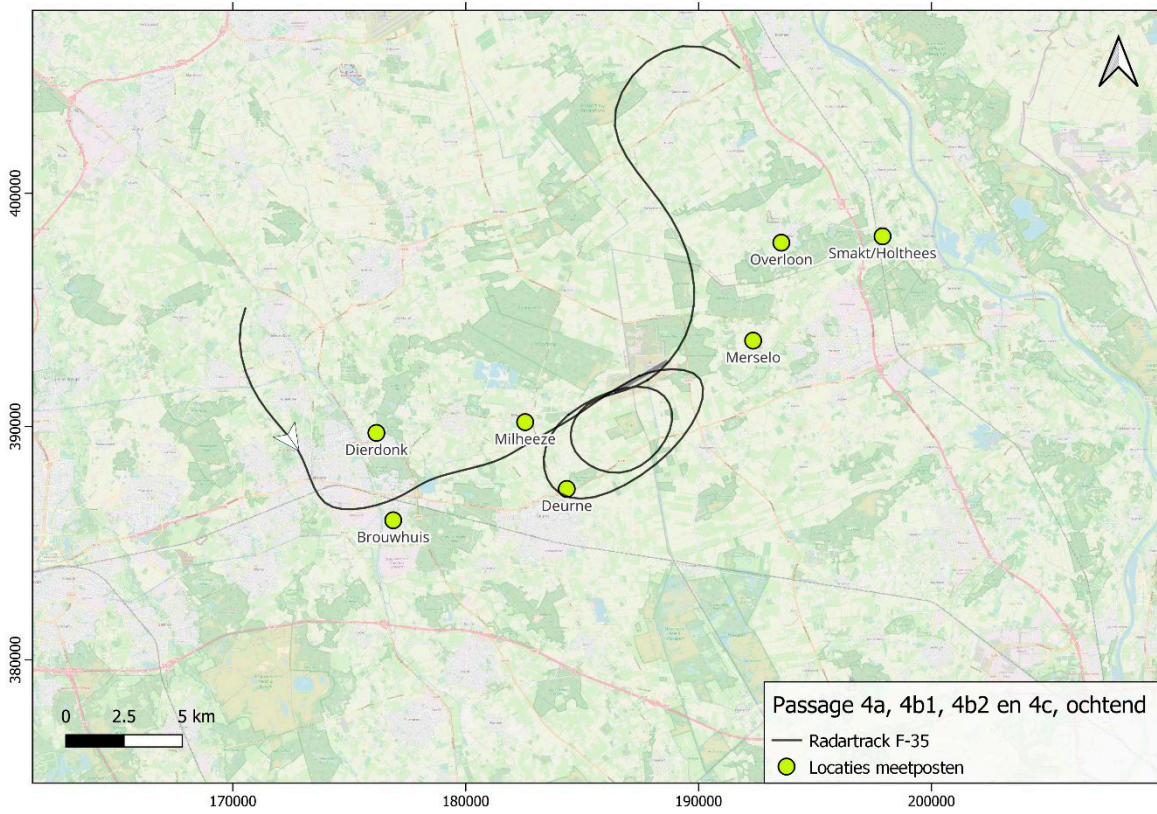 400000
390000
380000
Overloon
Smakt/Holthees
Merselo
Milheeze
Dierdonk
Deurne
Brouwhuis
0 2.5 5 km
Passage 4a, 4b1, 4b2 en 4c, ochtend
Radartrack F-35
Locaties meetposten
170000 180000 190000 200000